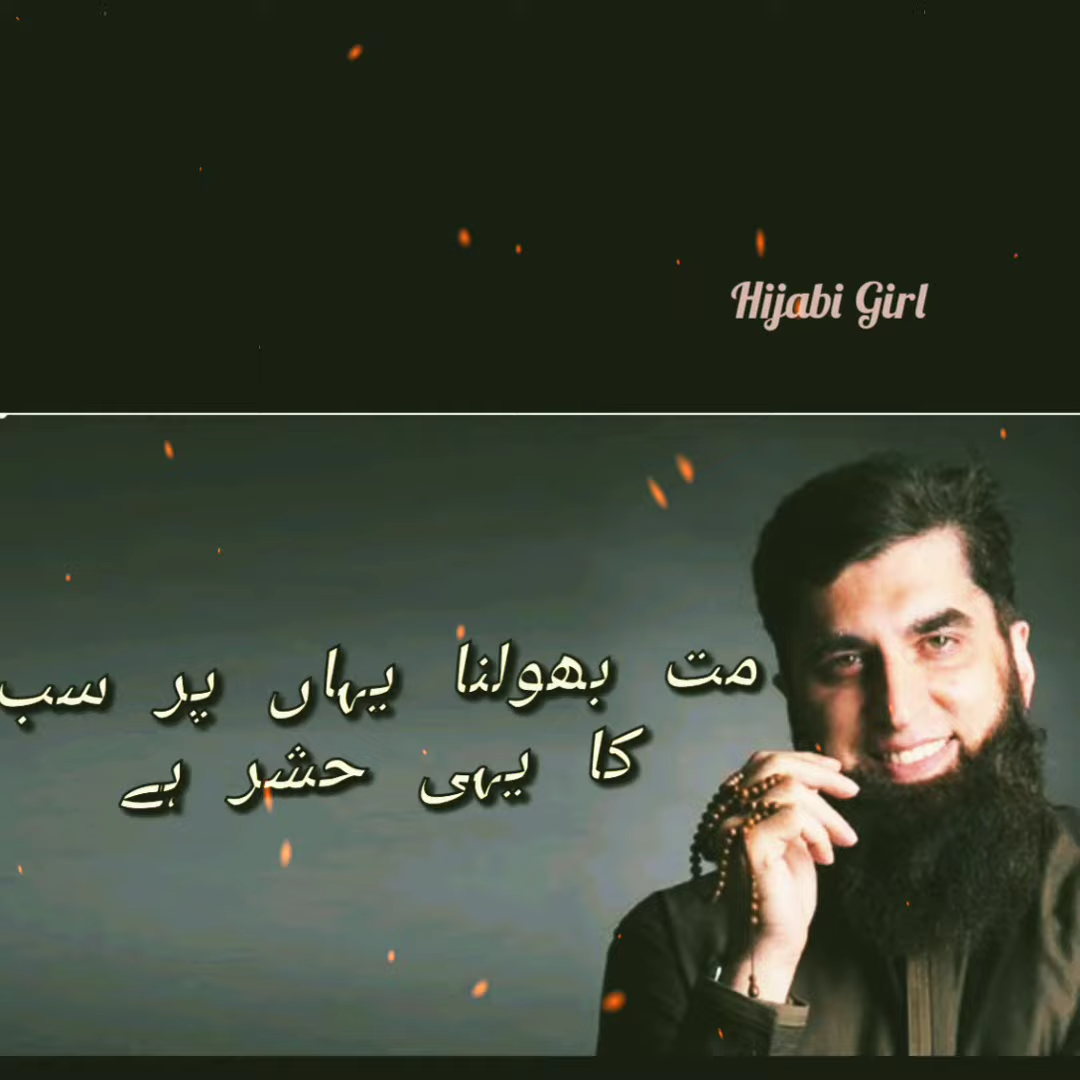 Hijabi Girl
مت بھولنا یہاں پر سب
کا یہی حشر ہے